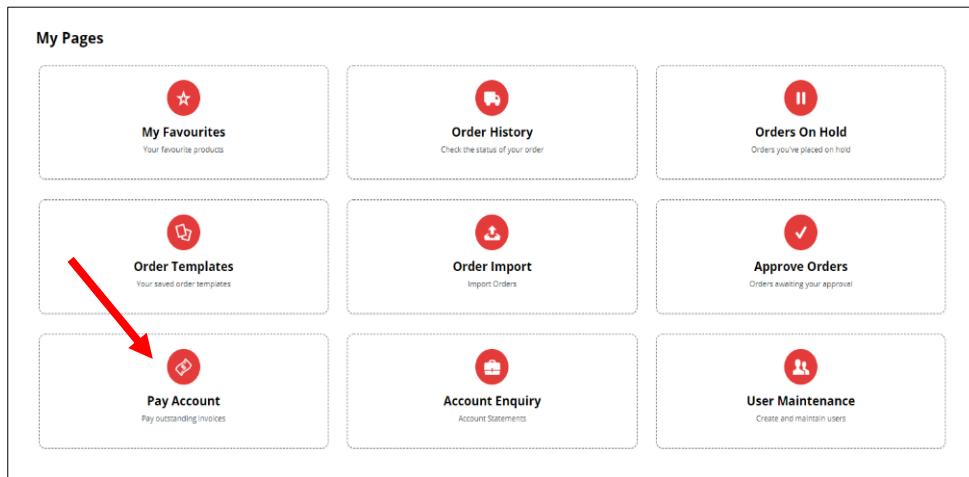 My Pages
My Favourites
Your favourite products
Order History
Check the status of your order
Orders On Hold
Orders you've placed on hold
Order Templates
Your saved order templates
Order Import
Import Orders
Approve Orders
Orders awaiting your approval
Pay Account
Pay outstanding invoices
Account Enquiry
Account Statements
User Maintenance
Create and maintain users